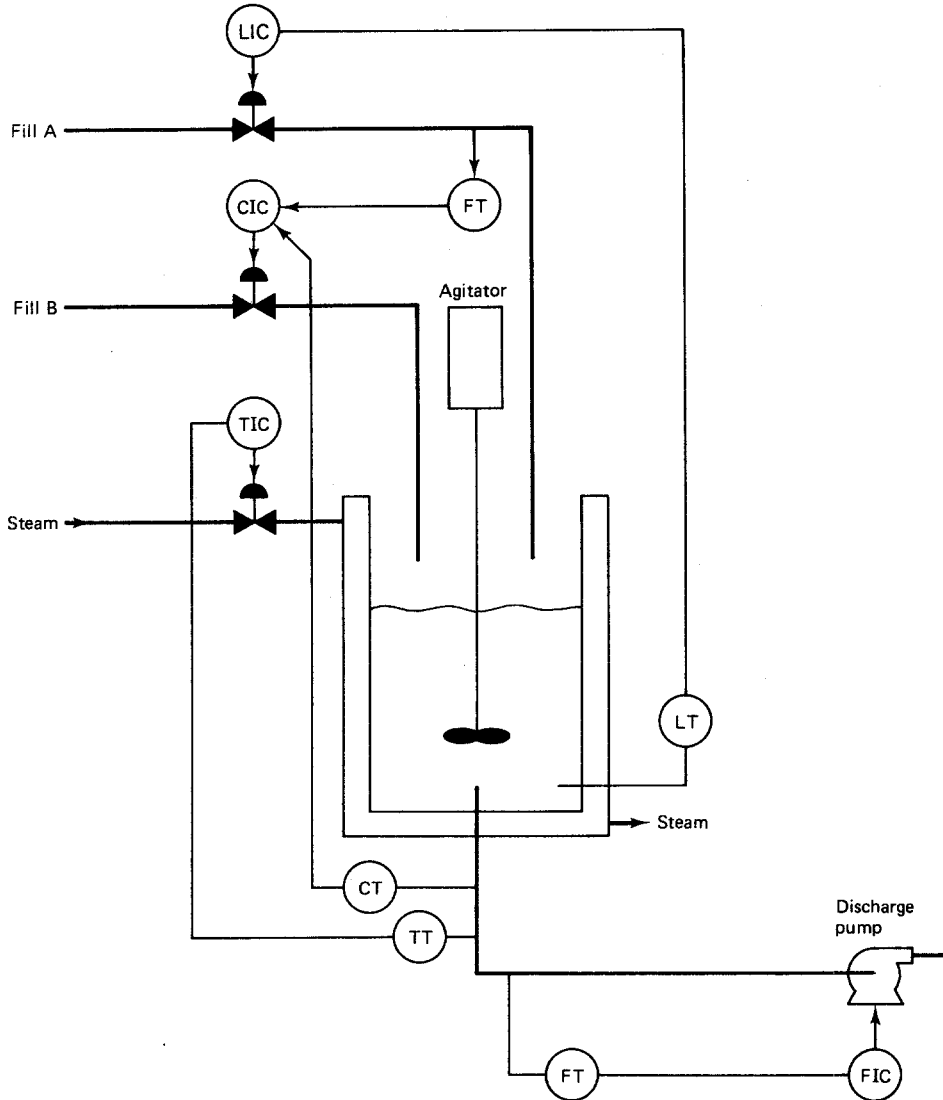 LIC
Fill A
CIC
FT
Fill B
Agitator
TIC
Steam
LT
Steam
CT
TT
Discharge
pump
FT
FIC